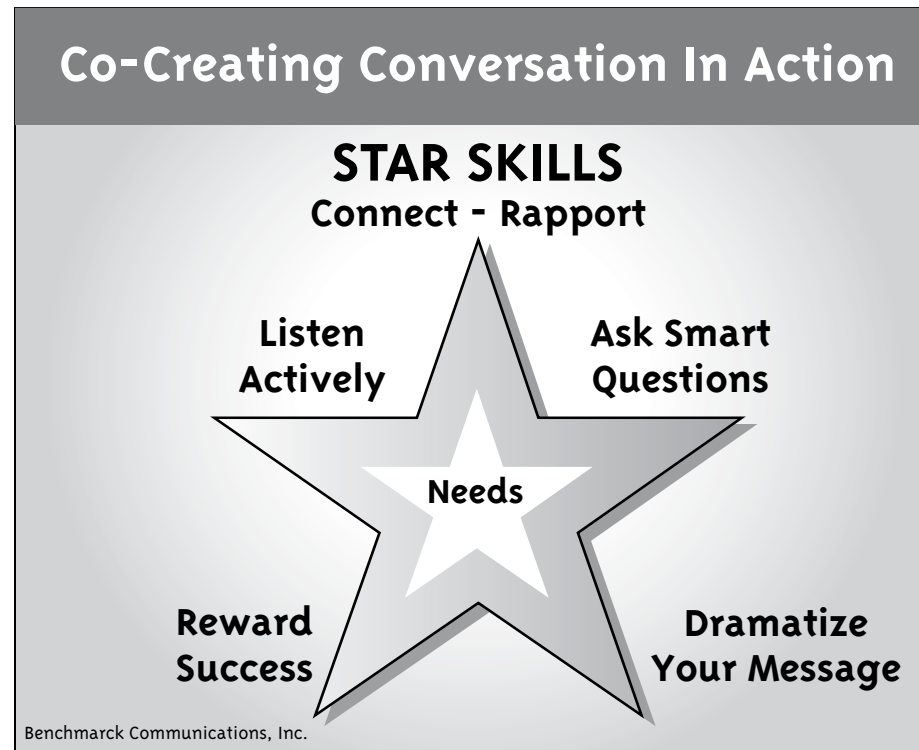 Co-Creating Conversation In Action
STAR SKILLS
Connect - Rapport
Listen
Actively
Ask Smart
Questions
Needs
Reward
Success
Dramatize
Your Message
Benchmarck Communications, Inc.